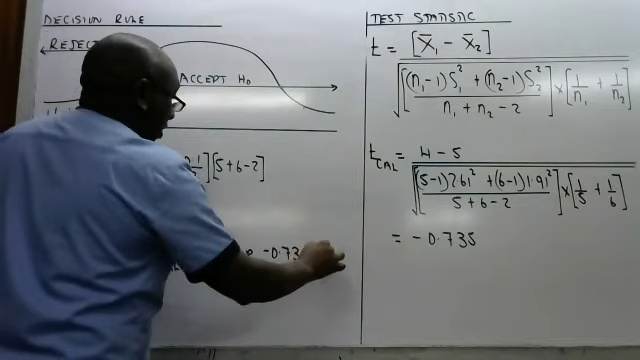 DECISION RULE
REJECT
ACCEPT H₀
[5+6-2]
-0.73
TEST STATISTIC
t = [X̄₁ - X̄₂]
√[((n₁-1)S₁² + (n₂-1)S₂²) / (n₁ + n₂ - 2)] × [1/n₁ + 1/n₂]
t_CAL = 4 - 5
√[((5-1)2.61² + (6-1)1.91²) / (5+6-2)] × [1/5 + 1/6]
= -0.735